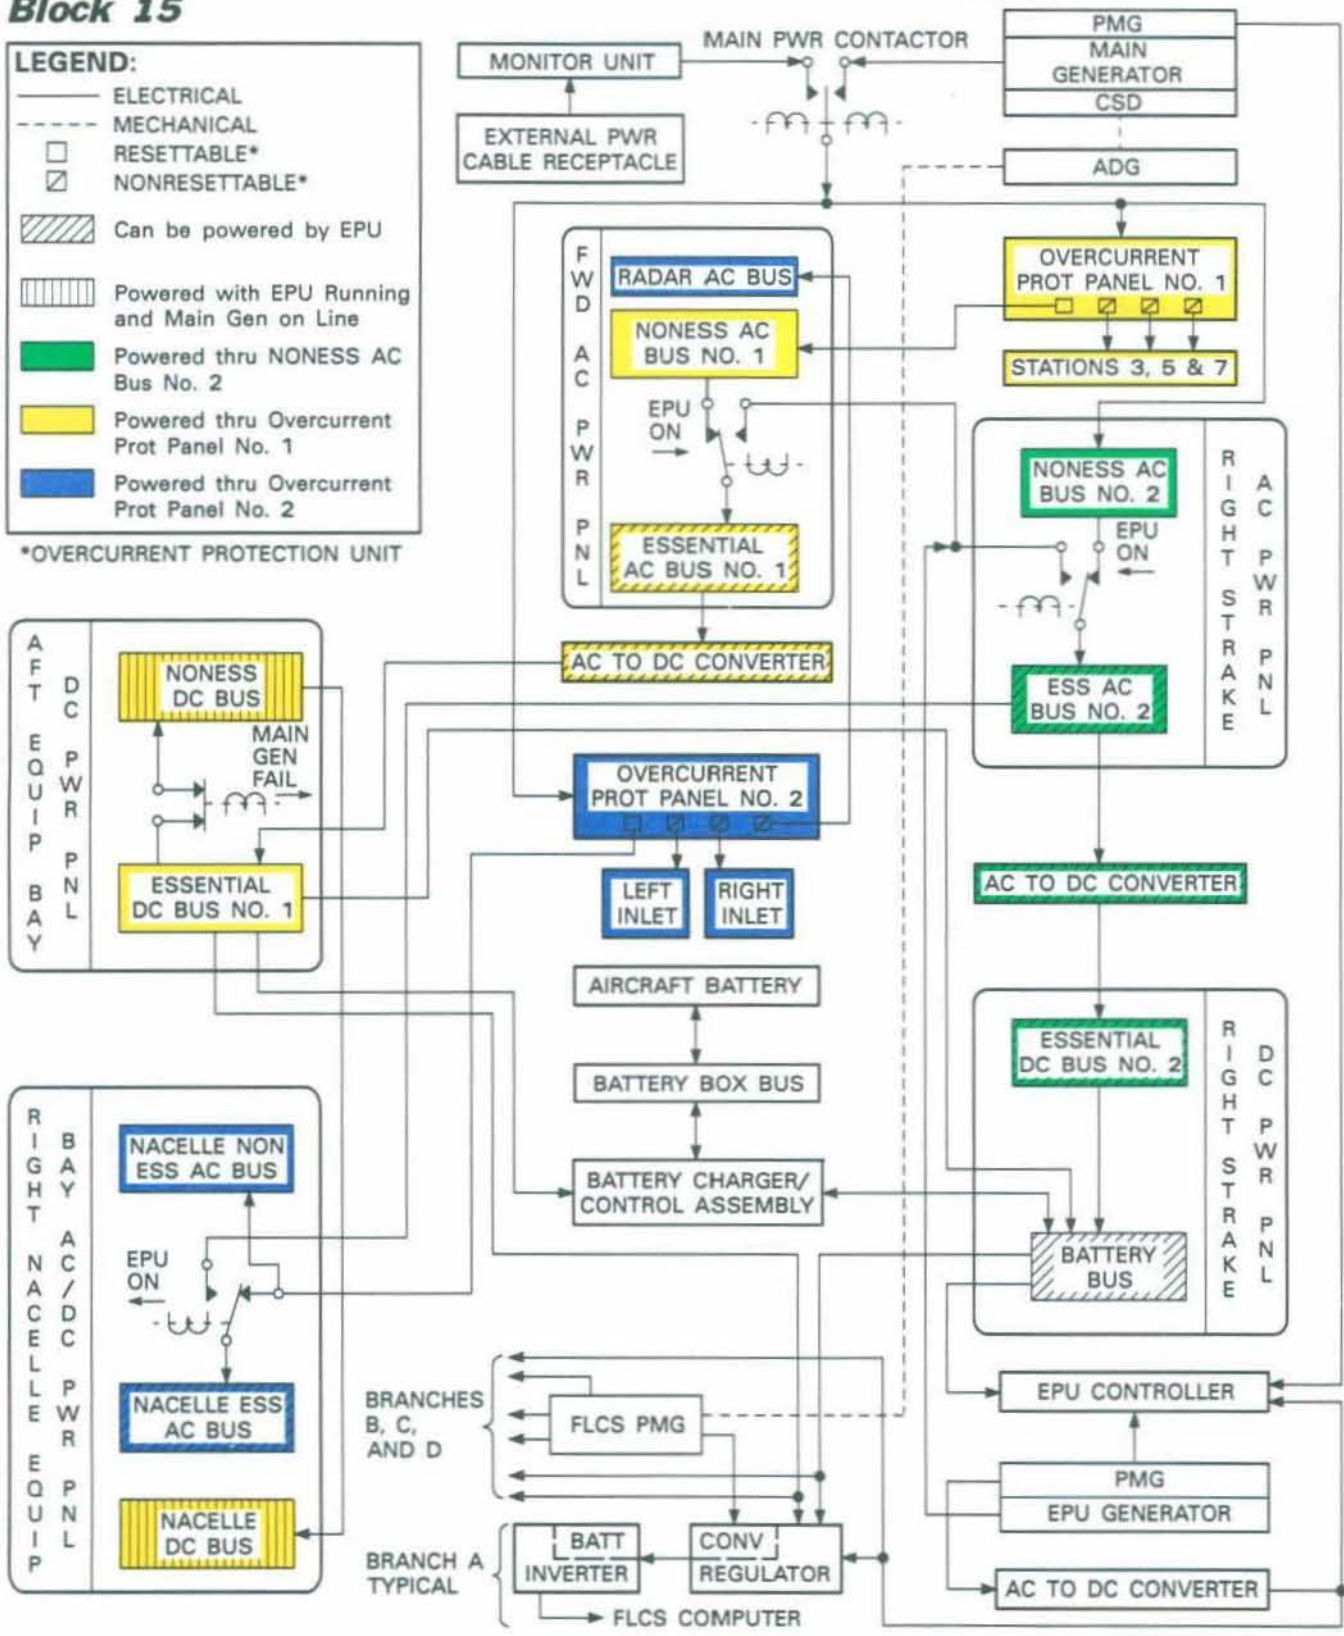 Block 15
LEGEND:
ELECTRICAL
MECHANICAL
RESETTABLE*
NONRESETTABLE*
Can be powered by EPU
Powered with EPU Running
and Main Gen on Line
Powered thru NONESS AC
Bus No. 2
Powered thru Overcurrent
Prot Panel No. 1
Powered thru Overcurrent
Prot Panel No. 2
*OVERCURRENT PROTECTION UNIT
MONITOR UNIT
EXTERNAL PWR
CABLE RECEPTACLE
MAIN PWR CONTACTOR
PMG
MAIN
GENERATOR
CSD
ADG
FWD AC PWR PNL
RADAR AC BUS
NONESS AC
BUS NO. 1
EPU
ON
ESSENTIAL
AC BUS NO. 1
AC TO DC CONVERTER
OVERCURRENT
PROT PANEL NO. 1
STATIONS 3, 5 & 7
NONESS AC
BUS NO. 2
EPU
ON
ESS AC
BUS NO. 2
RIGHT STRAKE
AC PWR PNL
AFT EQUIP BAY
DC PWR PNL
NONESS
DC BUS
MAIN
GEN
FAIL
ESSENTIAL
DC BUS NO. 1
OVERCURRENT
PROT PANEL NO. 2
LEFT
INLET
RIGHT
INLET
AC TO DC CONVERTER
AIRCRAFT BATTERY
BATTERY BOX BUS
BATTERY CHARGER/
CONTROL ASSEMBLY
ESSENTIAL
DC BUS NO. 2
BATTERY
BUS
RIGHT STRAKE
DC PWR PNL
RIGHT NACELLE EQUIP
BAY AC/DC PWR PNL
NACELLE NON
ESS AC BUS
EPU
ON
NACELLE ESS
AC BUS
NACELLE
DC BUS
BRANCHES
B, C,
AND D
FLCS PMG
BRANCH A
TYPICAL
BATT
INVERTER
CONV
REGULATOR
FLCS COMPUTER
EPU CONTROLLER
PMG
EPU GENERATOR
AC TO DC CONVERTER